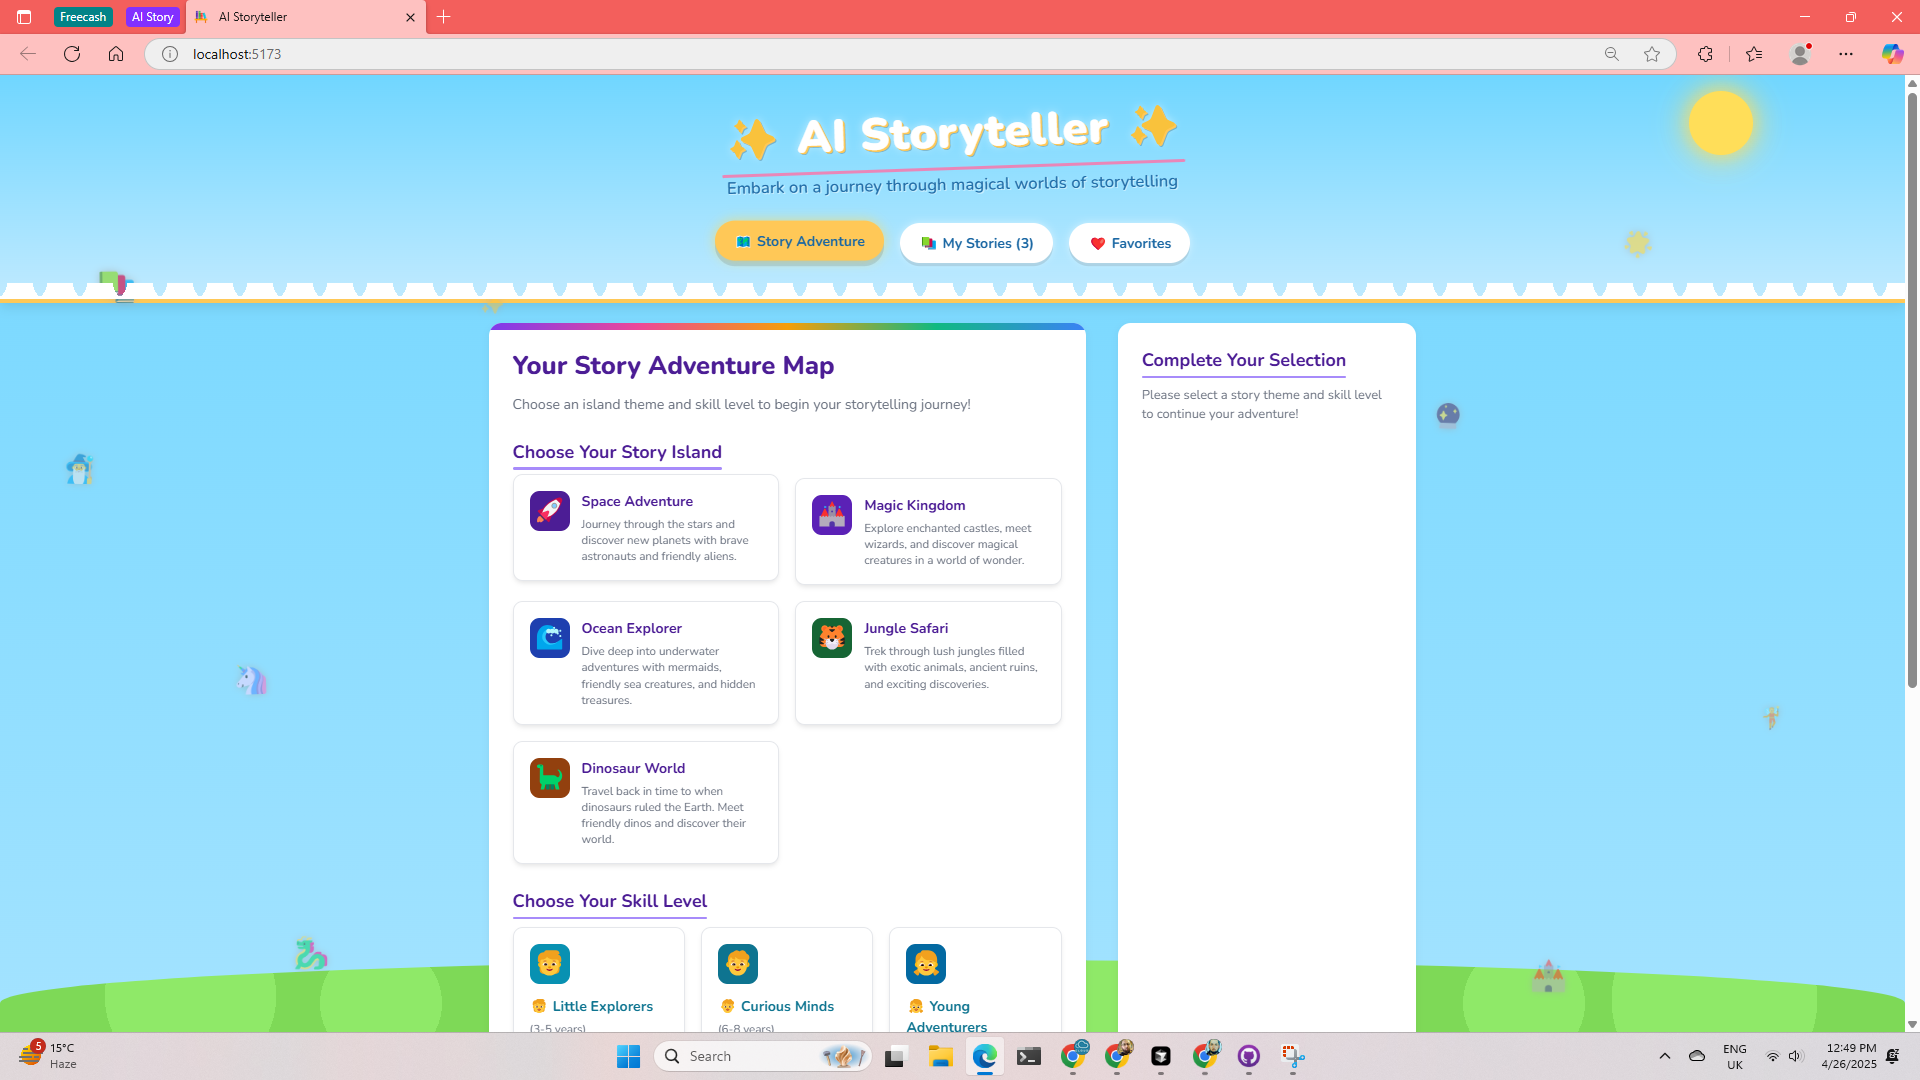 Freecash
AI Story
AI Storyteller
localhost:5173
AI Storyteller
Embark on a journey through magical worlds of storytelling
Story Adventure
My Stories (3)
Favorites
Your Story Adventure Map
Choose an island theme and skill level to begin your storytelling journey!
Choose Your Story Island
Space Adventure
Journey through the stars and
discover new planets with brave
astronauts and friendly aliens.
Magic Kingdom
Explore enchanted castles, meet
wizards, and discover magical
creatures in a world of wonder.
Ocean Explorer
Dive deep into underwater
adventures with mermaids,
friendly sea creatures, and hidden
treasures.
Jungle Safari
Trek through lush jungles filled
with exotic animals, ancient ruins,
and exciting discoveries.
Dinosaur World
Travel back in time to when
dinosaurs ruled the Earth. Meet
friendly dinos and discover their
world.
Choose Your Skill Level
Little Explorers
(3-5 years)
Curious Minds
(6-8 years)
Young
Adventurers
Complete Your Selection
Please select a story theme and skill level
to continue your adventure!
5
15°C
Haze
Search
ENG
UK
12:49 PM
4/26/2025